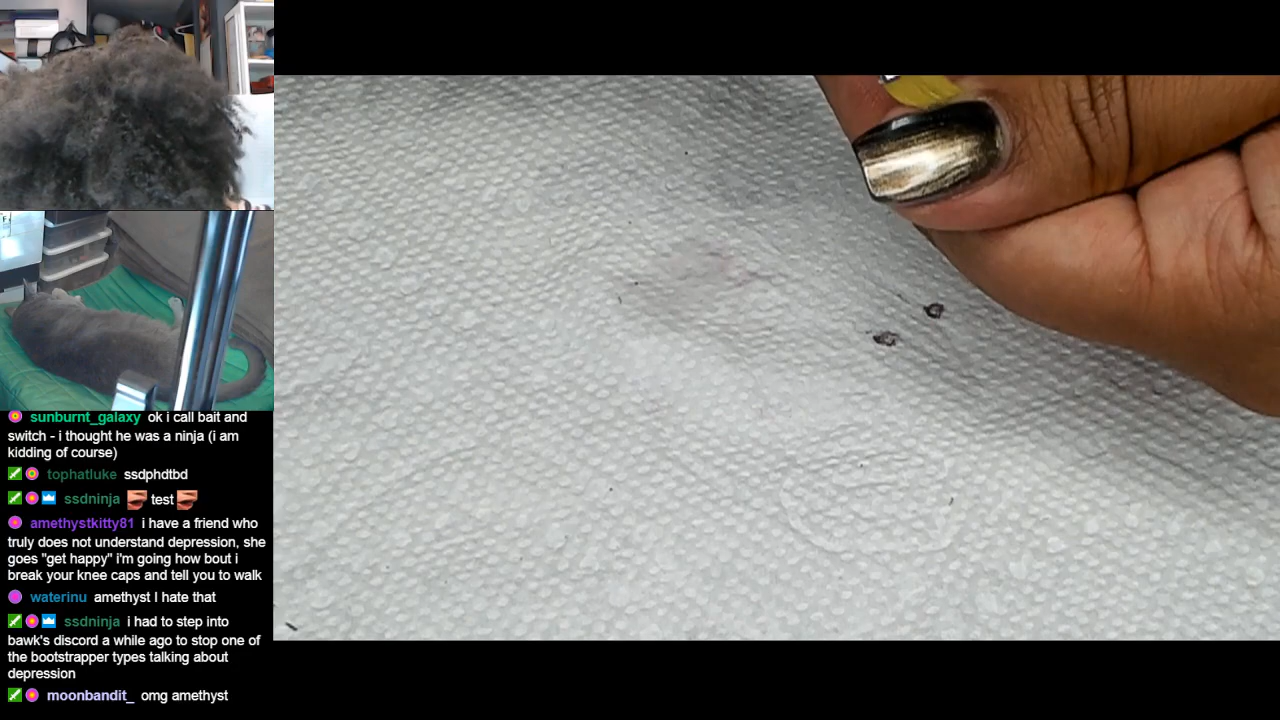 sunburnt_galaxy ok i call bait and
switch - i thought he was a ninja (i am
kidding of course)
tophatluke ssdphdtbd
ssdninja test
amethystkitty81 i have a friend who
truly does not understand depression, she
goes "get happy" i'm going how bout i
break your knee caps and tell you to walk
waterinu amethyst I hate that
ssdninja i had to step into
bawk's discord a while ago to stop one of
the bootstrapper types talking about
depression
moonbandit_ omg amethyst